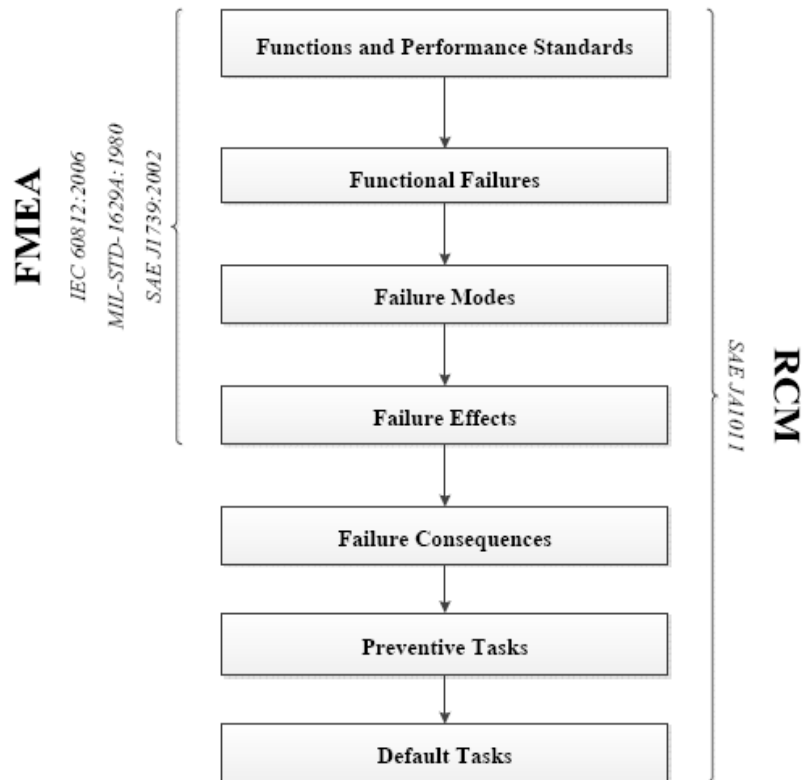 FMEA
IEC 60812:2006
MIL-STD-1629A:1980
SAE J1739:2002
Functions and Performance Standards
Functional Failures
Failure Modes
Failure Effects
Failure Consequences
Preventive Tasks
Default Tasks
SAE JA1011
RCM